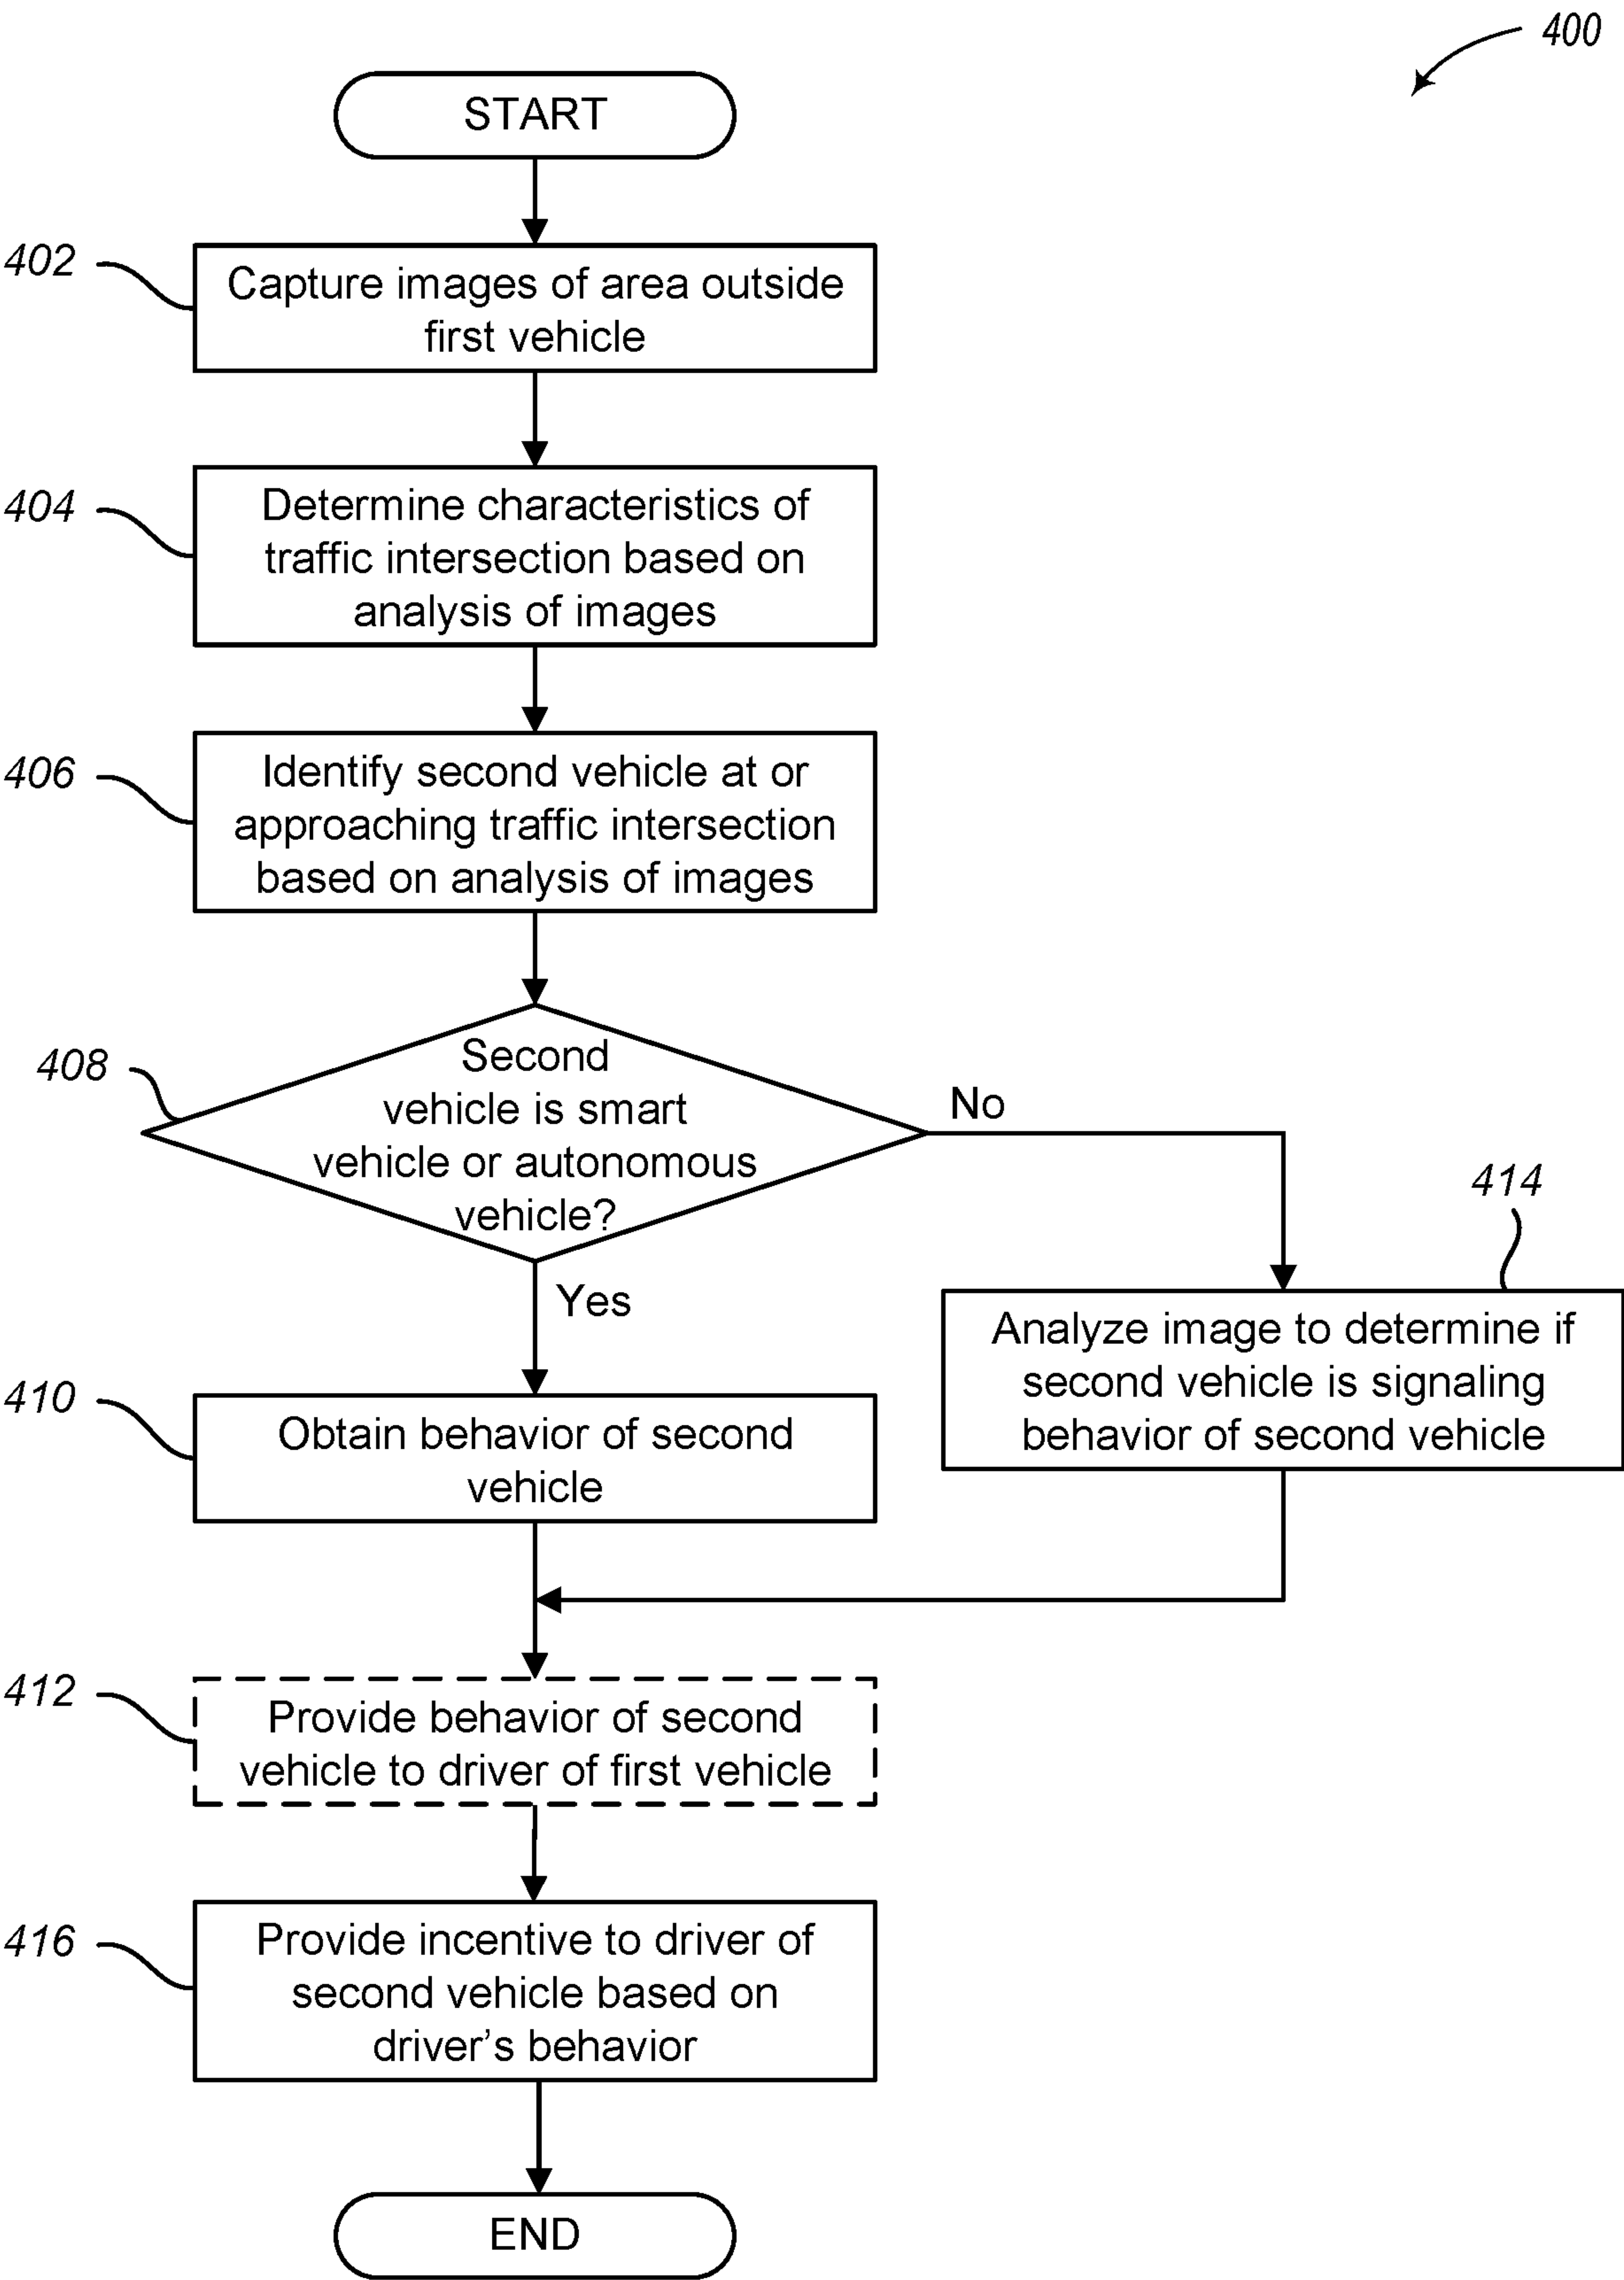 400
START
402
Capture images of area outside
first vehicle
404
Determine characteristics of
traffic intersection based on
analysis of images
406
Identify second vehicle at or
approaching traffic intersection
based on analysis of images
408
Second
vehicle is smart
vehicle or autonomous
vehicle?
No
Yes
414
Analyze image to determine if
second vehicle is signaling
behavior of second vehicle
410
Obtain behavior of second
vehicle
412
Provide behavior of second
vehicle to driver of first vehicle
416
Provide incentive to driver of
second vehicle based on
driver's behavior
END